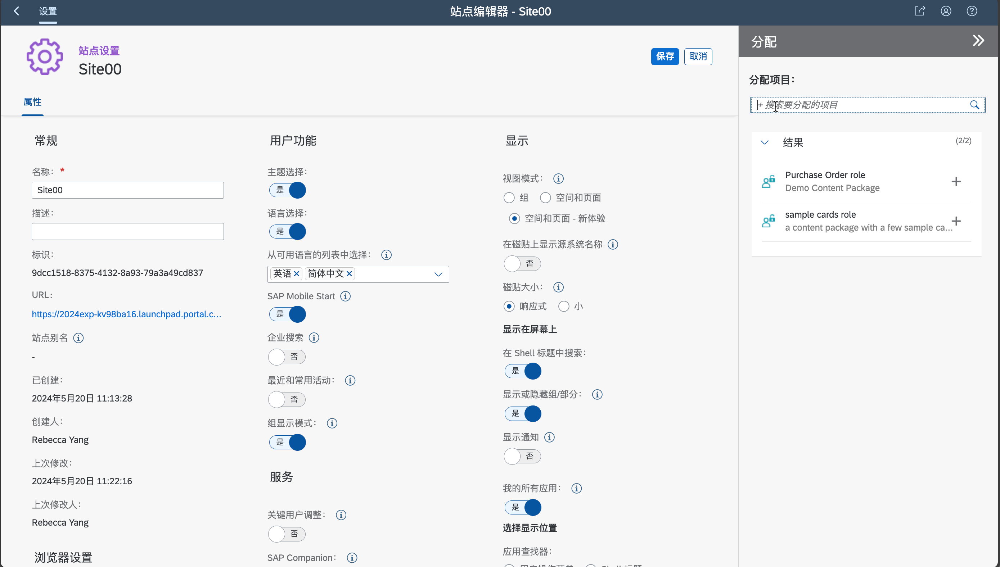 设置
站点编辑器 - Site00
站点设置
Site00
保存
取消
属性
常规
名称： *
Site00
描述：
标识：
9dcc1518-8375-4132-8a93-79a3a49cd837
URL：
https://2024exp-kv98ba16.launchpad.portal.c...
站点别名
-
已创建：
2024年5月20日 11:13:28
创建人：
Rebecca Yang
上次修改：
2024年5月20日 11:22:16
上次修改人：
Rebecca Yang
浏览器设置
用户功能
主题选择：
是
语言选择：
是
从可用语言的列表中选择：
英语
简体中文
SAP Mobile Start
是
企业搜索
否
最近和常用活动：
否
组显示模式：
是
服务
关键用户调整：
否
SAP Companion：
显示
视图模式：
组
空间和页面
空间和页面 - 新体验
在磁贴上显示源系统名称
否
磁贴大小：
响应式
小
显示在屏幕上
在 Shell 标题中搜索：
是
显示或隐藏组/部分：
是
显示通知
否
我的所有应用：
是
选择显示位置
应用查找器：
分配
分配项目：
+ 搜索要分配的项目
结果
(2/2)
Purchase Order role
Demo Content Package
sample cards role
a content package with a few sample ca...